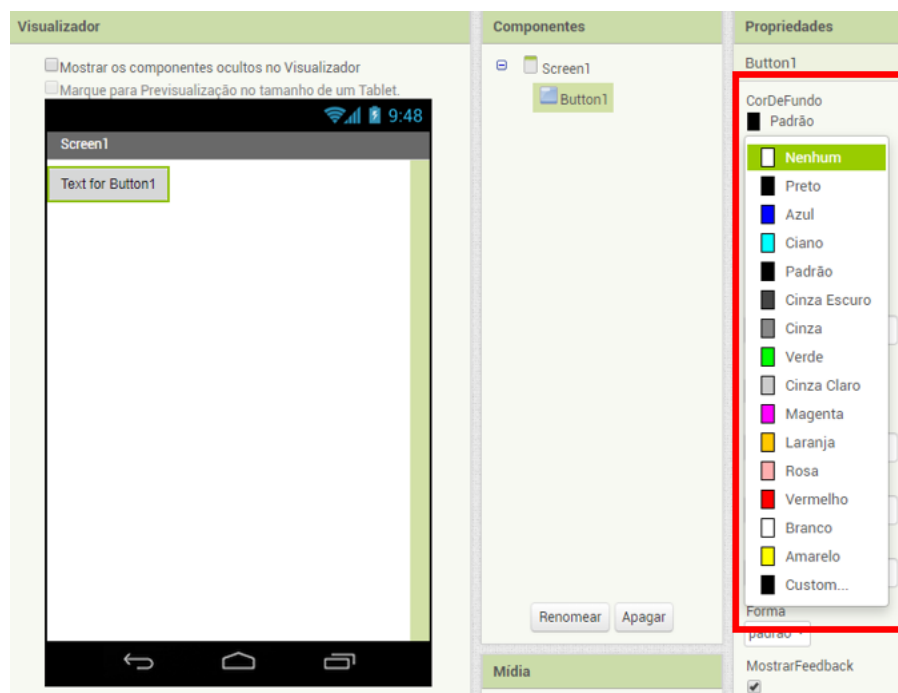 Visualizador
Mostrar os componentes ocultos no Visualizador
Marque para Previsualização no tamanho de um Tablet.
9:48
Screen1
Text for Button1
Componentes
Screen1
Button1
Renomear Apagar
Mídia
Propriedades
Button1
CorDeFundo
Padrão
Nenhum
Preto
Azul
Ciano
Padrão
Cinza Escuro
Cinza
Verde
Cinza Claro
Magenta
Laranja
Rosa
Vermelho
Branco
Amarelo
Custom...
Forma
padrão
MostrarFeedback